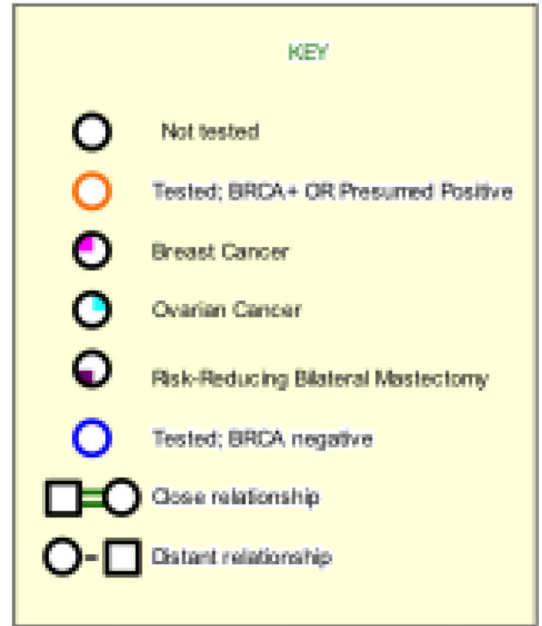 KEY
Not tested
Tested; BRCA+ OR Presumred Positive
Breast Cancer
Ovarian Cancer
Risk-Reducing Bilateral Mastectomy
Tested; BRCA negative
Close relationship
Distant relationship